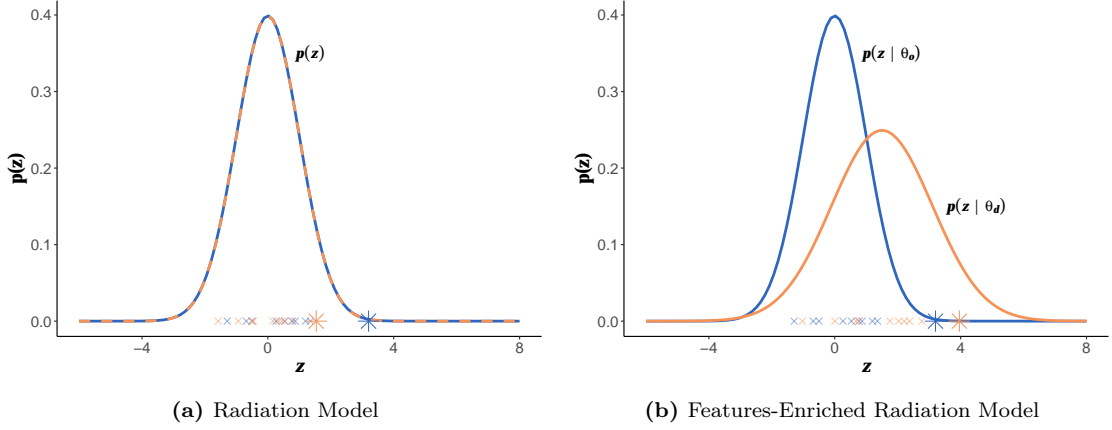 0.4
0.3
0.2
0.1
0.0
p(z)
p(z)
−4
0
4
8
z
(a) Radiation Model
0.4
0.3
0.2
0.1
0.0
p(z)
p(z | θo)
p(z | θd)
−4
0
4
8
z
(b) Features-Enriched Radiation Model